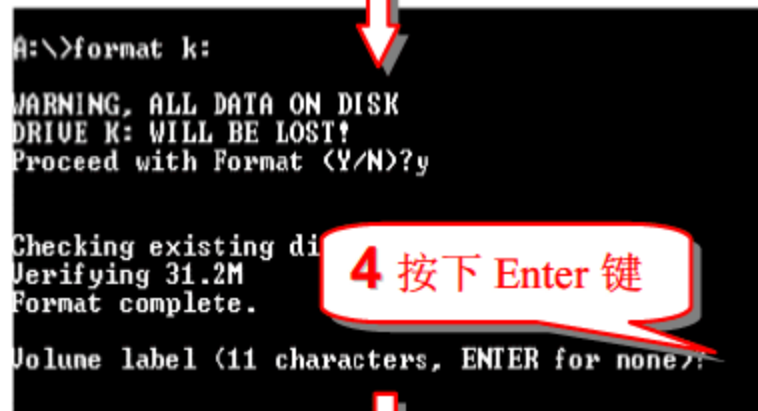 A:\>format k:
WARNING, ALL DATA ON DISK
DRIVE K: WILL BE LOST!
Proceed with Format (Y/N)?y
Checking existing di
Verifying 31.2M
Format complete.
4 按下 Enter 键
Volume label (11 characters, ENTER for none)?